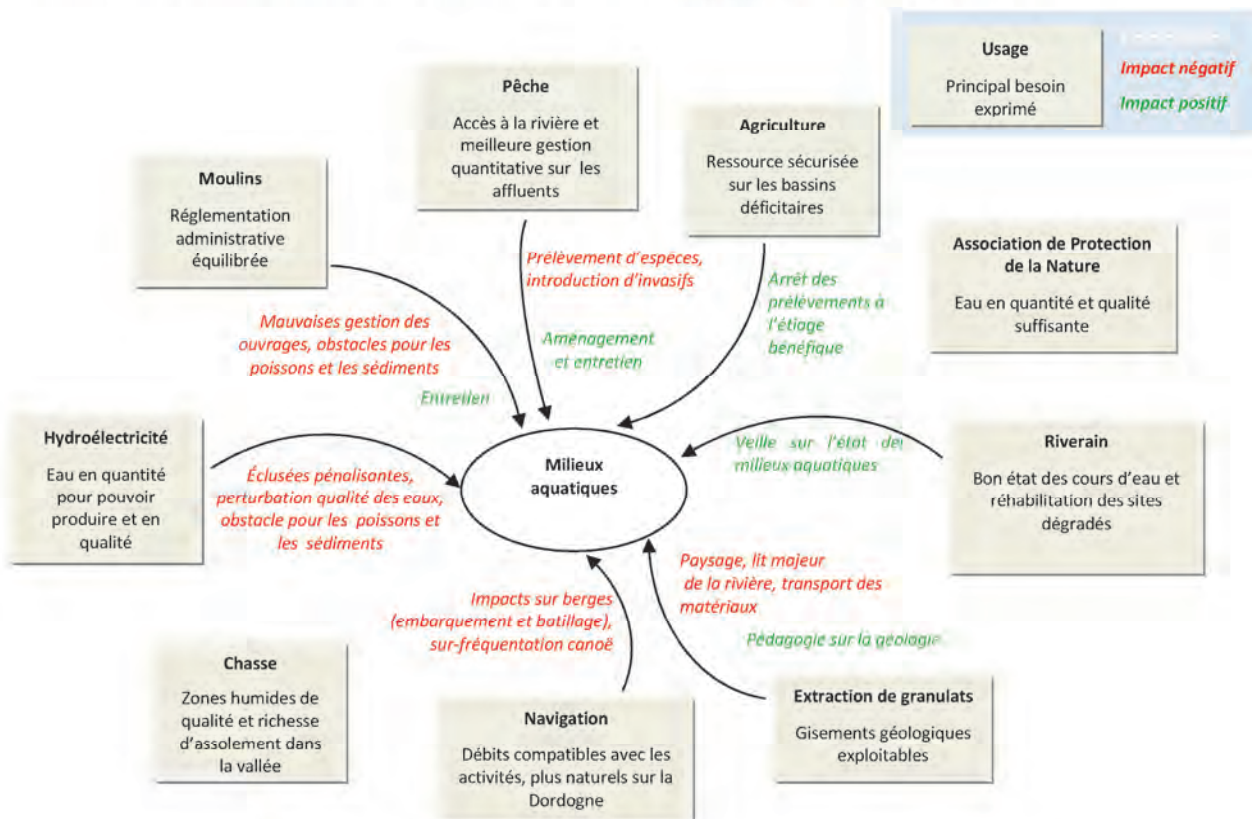 Usage
Principal besoin
exprimé
Impact négatif
Impact positif
Pêche
Accès à la rivière et
meilleure gestion
quantitative sur les
affluents
Agriculture
Ressource sécurisée
sur les bassins
déficitaires
Moulins
Réglementation
administrative
équilibrée
Association de Protection
de la Nature
Eau en quantité et qualité
suffisante
Prélèvement d'espèces,
introduction d'invasifs
Arrêt des
prélèvements à
l'étiage
bénéfique
Mauvaises gestion des
ouvrages, obstacles pour les
poissons et les sédiments
Aménagement
et entretien
Entretien
Hydroélectricité
Eau en quantité
pour pouvoir
produire et en
qualité
Éclusées pénalisantes,
perturbation qualité des eaux,
obstacle pour les poissons et
les sédiments
Milieux
aquatiques
Veille sur l'état de
milieux aquatiques
Riverain
Bon état des cours d'eau et
réhabilitation des sites
dégradés
Paysage, lit majeur
de la rivière, transport des
matériaux
Pédagogie sur la géologie
Impacts sur berges
(embarquement et batillage),
sur-fréquentation canoë
Chasse
Zones humides de
qualité et richesse
d'assolement dans
la vallée
Navigation
Débits compatibles avec les
activités, plus naturels sur la
Dordogne
Extraction de granulats
Gisements géologiques
exploitables